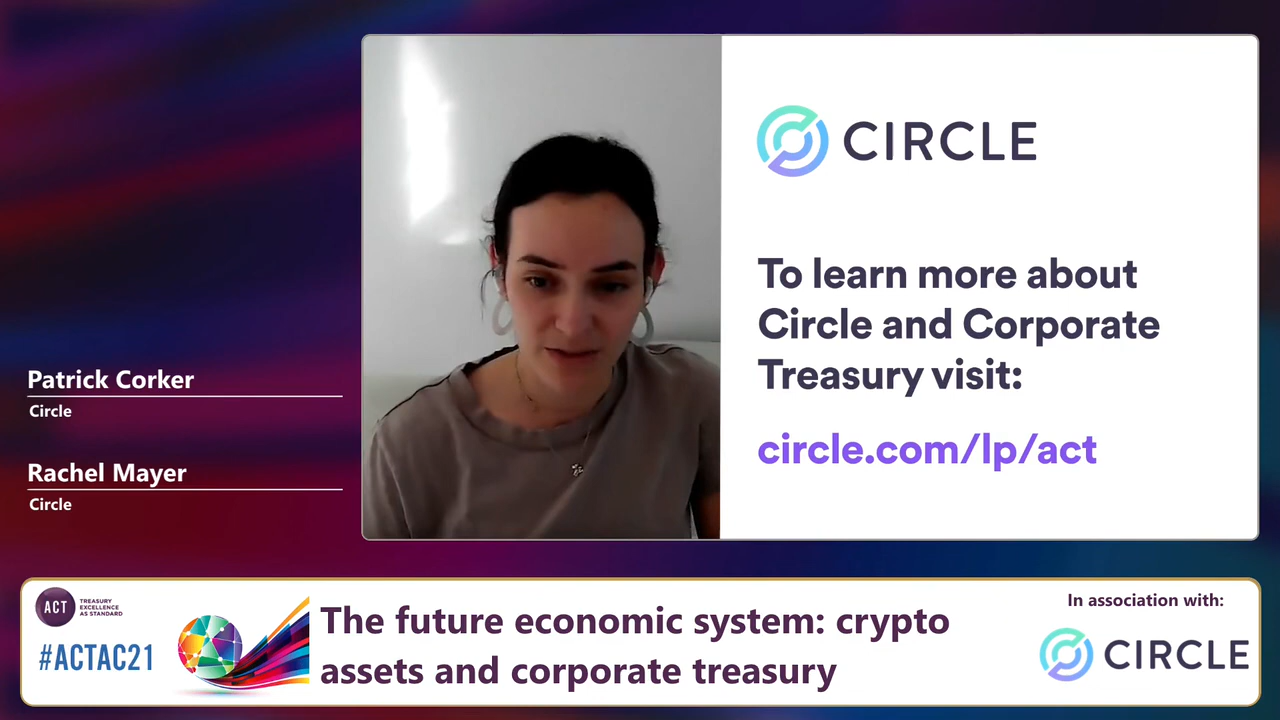 CIRCLE
To learn more about
Circle and Corporate
Treasury visit:
circle.com/lp/act
Patrick Corker
Circle
Rachel Mayer
Circle
ACT
TREASURY
EXCELLENCE
AS STANDARD
#ACTAC21
The future economic system: crypto
assets and corporate treasury
In association with:
CIRCLE